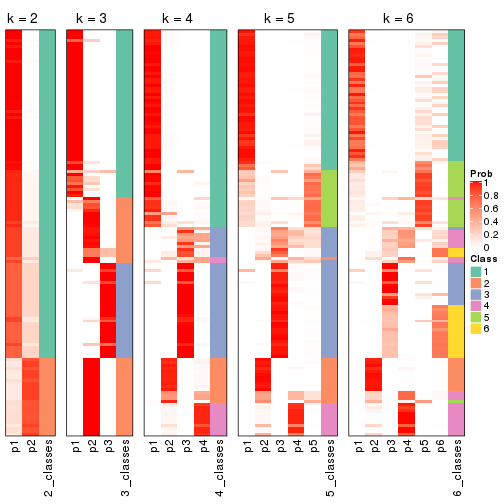 k = 2
k = 3
k = 4
k = 5
k = 6
Prob
1
0.8
0.6
0.4
0.2
0
Class
1
2
3
4
5
6
p1
p2
2_classes
p1
p2
p3
3_classes
p1
p2
p3
p4
4_classes
p1
p2
p3
p4
p5
5_classes
p1
p2
p3
p4
p5
p6
6_classes